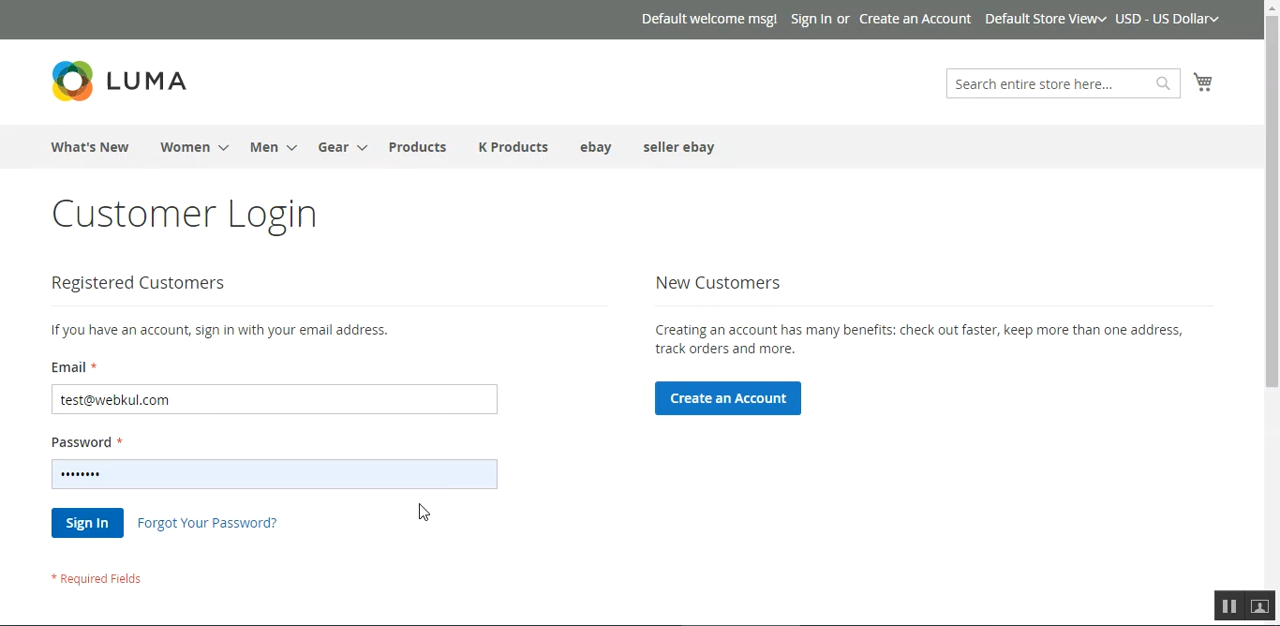 Default welcome msg! Sign In or Create an Account Default Store View USD - US Dollar
LUMA
Search entire store here...
What's New Women Men Gear Products K Products ebay seller ebay
Customer Login
Registered Customers
If you have an account, sign in with your email address.
Email *
test@webkul.com
Password *
••••••••
Sign In Forgot Your Password?
* Required Fields
New Customers
Creating an account has many benefits: check out faster, keep more than one address,
track orders and more.
Create an Account